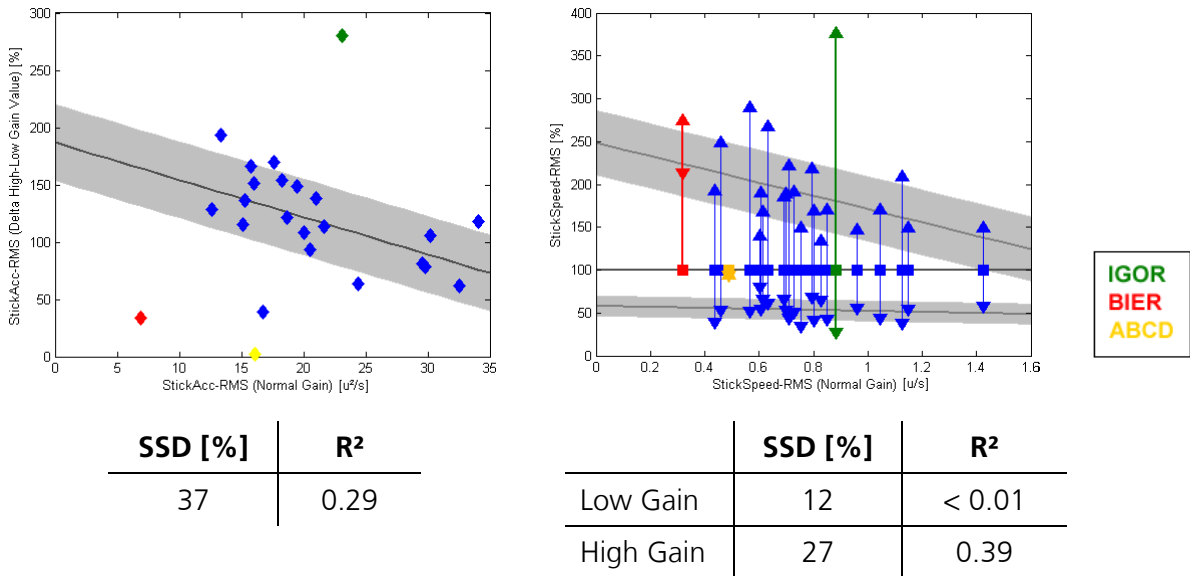 StickAcc-RMS (Delta High-Low Gain Value) [%]
300
250
200
150
100
50
0
0 5 10 15 20 25 30 35
StickAcc-RMS (Normal Gain) [u²/s]
StickSpeed-RMS [%]
400
350
300
250
200
150
100
50
0
0 0.2 0.4 0.6 0.8 1 1.2 1.4 1.6
StickSpeed-RMS (Normal Gain) [u/s]
IGOR
BIER
ABCD
SSD [%] R²
37 0.29
SSD [%] R²
Low Gain 12 < 0.01
High Gain 27 0.39